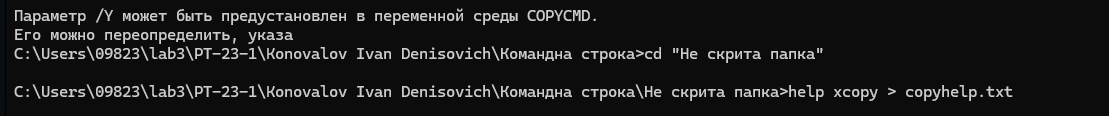 Параметр /Y может быть предустановлен в переменной среды COPYCMD.
Его можно переопределить, указа
C:\Users\09823\lab3\PT-23-1\Konovalov Ivan Denisovich\Командна строка>cd "Не скрита папка"
C:\Users\09823\lab3\PT-23-1\Konovalov Ivan Denisovich\Командна строка\Не скрита папка>help xcopy > copyhelp.txt